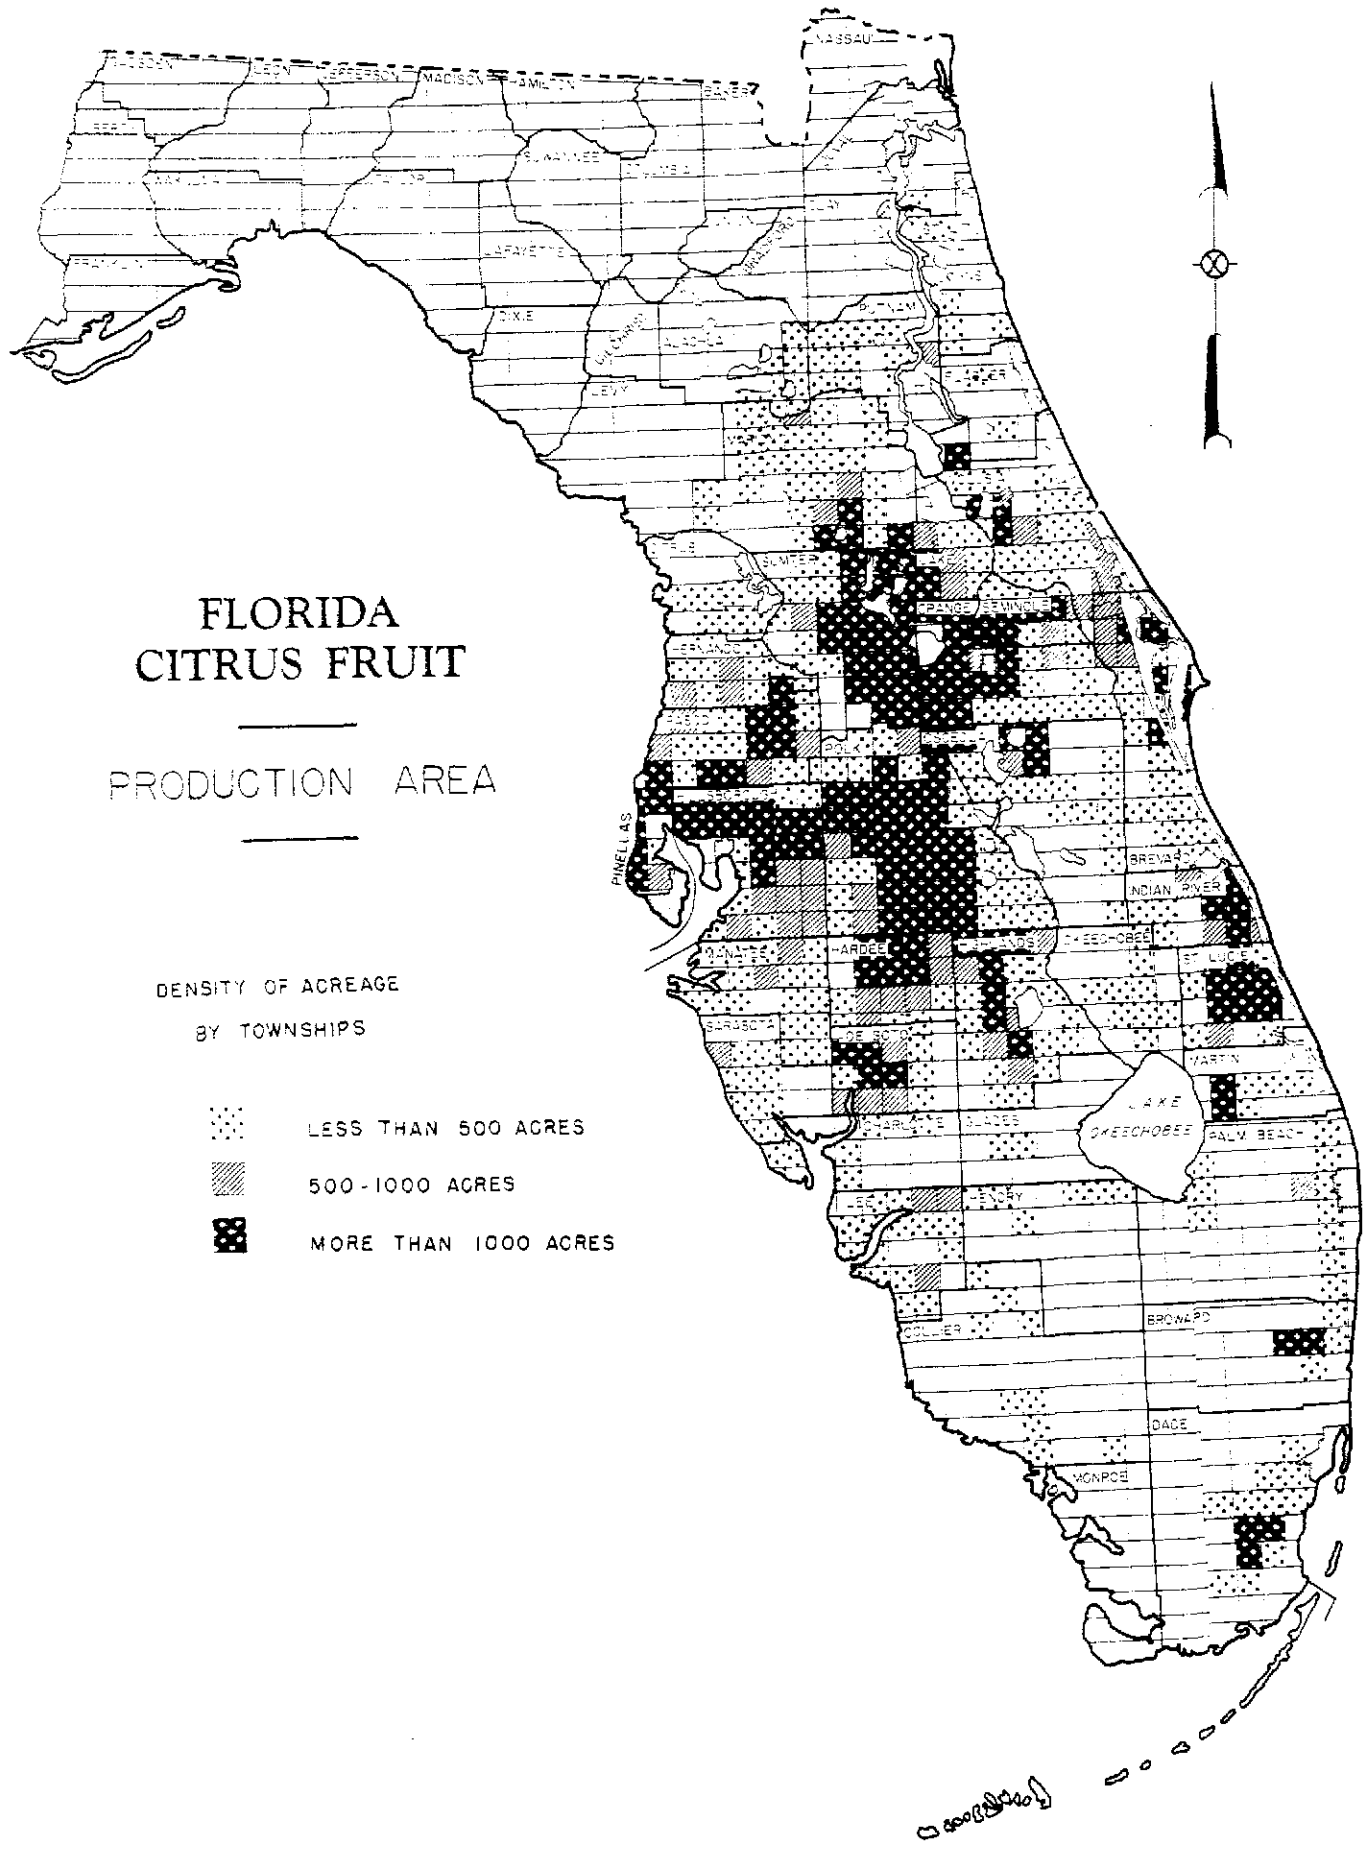 NASSAU
LEON
JEFFERSON
MADISON
HAMILTON
BAKER
SUWANNEE
LAFAYETTE
FRANKLIN
DIXIE
PUTNAM
ALACHUA
FLAGLER
LEVY
SUMTER
FLORIDA
CITRUS FRUIT
PRODUCTION AREA
ORANGE
SEMINOLE
HERNANDO
PASCO
POLK
PINELLAS
BREVARD
INDIAN RIVER
MANATEE
HARDEE
HIGHLANDS
OKEECHOBEE
ST. LUCIE
DENSITY OF ACREAGE
BY TOWNSHIPS
SARASOTA
DE SOTO
MARTIN
LAKE
OKEECHOBEE
CHARLOTTE
GLADES
PALM BEACH
LESS THAN 500 ACRES
500-1000 ACRES
LEE
HENDRY
MORE THAN 1000 ACRES
COLLIER
BROWARD
DADE
MONROE